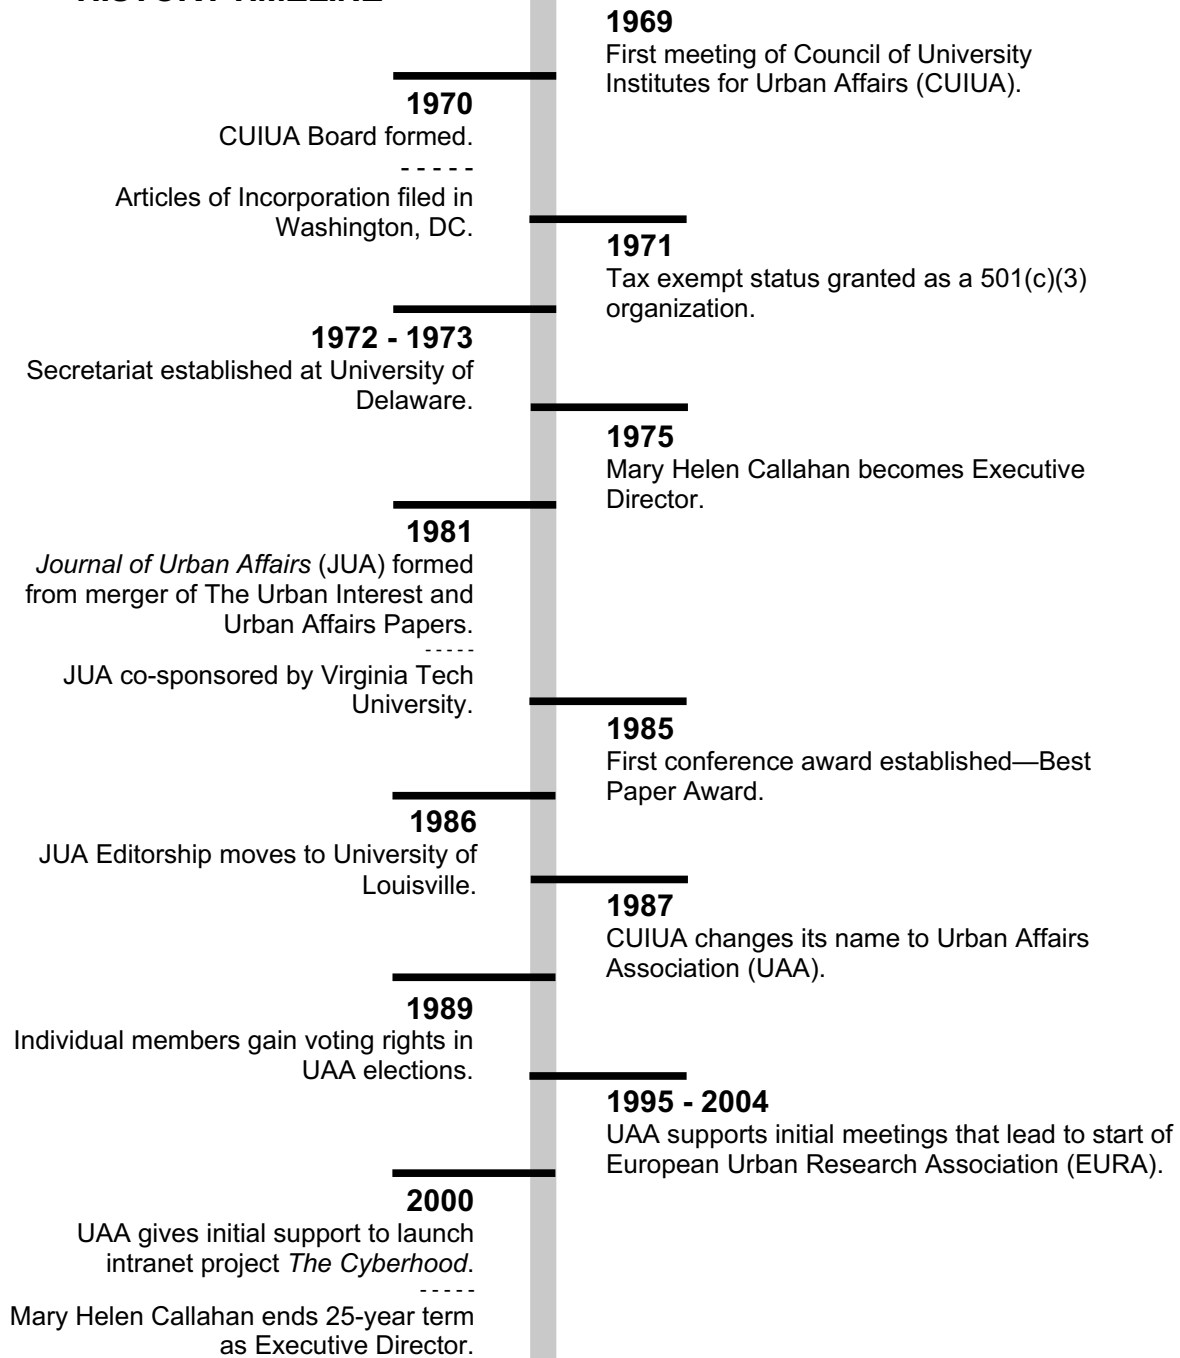 HISTORY TIMELINE
1969
First meeting of Council of University
Institutes for Urban Affairs (CUIUA).
1970
CUIUA Board formed.
- - - - -
Articles of Incorporation filed in
Washington, DC.
1971
Tax exempt status granted as a 501(c)(3)
organization.
1972 - 1973
Secretariat established at University of
Delaware.
1975
Mary Helen Callahan becomes Executive
Director.
1981
Journal of Urban Affairs (JUA) formed
from merger of The Urban Interest and
Urban Affairs Papers.
- - - - -
JUA co-sponsored by Virginia Tech
University.
1985
First conference award established—Best
Paper Award.
1986
JUA Editorship moves to University of
Louisville.
1987
CUIUA changes its name to Urban Affairs
Association (UAA).
1989
Individual members gain voting rights in
UAA elections.
1995 - 2004
UAA supports initial meetings that lead to start of
European Urban Research Association (EURA).
2000
UAA gives initial support to launch
intranet project The Cyberhood.
- - - - -
Mary Helen Callahan ends 25-year term
as Executive Director.